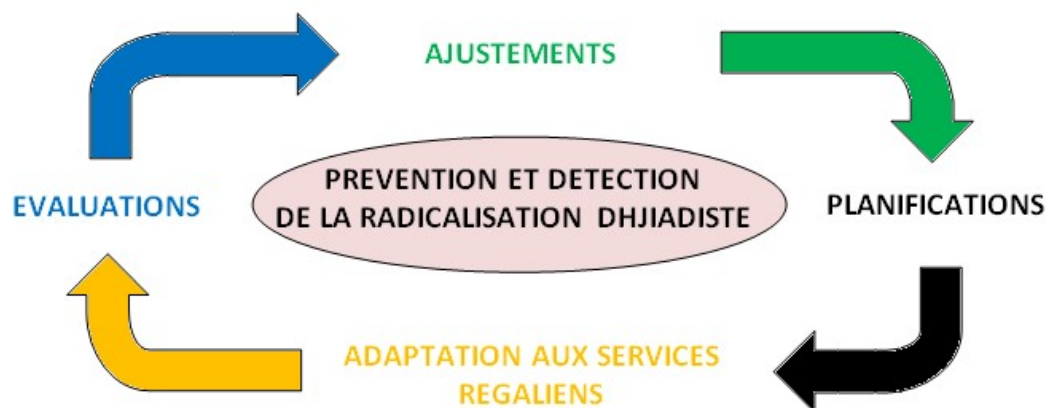 AJUSTEMENTS
PREVENTION ET DETECTION
DE LA RADICALISATION DHJIADISTE
EVALUATIONS
PLANIFICATIONS
ADAPTATION AUX SERVICES
REGALIENS